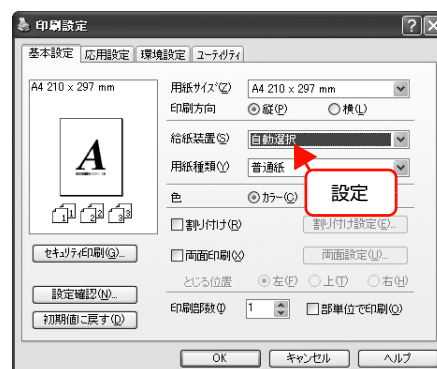 印刷設定
基本設定 応用設定 環境設定 ユーティリティ
A4 210 x 297 mm
用紙サイズ(Z) A4 210 x 297 mm
印刷方向 縦(P) 横(L)
給紙装置(S) 自動選択
用紙種類(Y) 普通紙
設定
色 カラー(C)
割り付け(R) 割り付け設定(E)...
セキュリティ印刷(G)... 両面印刷(X) 両面設定(U)...
とじる位置 左(F) 上(T) 右(H)
設定確認(N)...
印刷部数(I) 1 部単位で印刷(O)
初期値に戻す(D)
OK キャンセル ヘルプ
A
1 1 2 2 3 3